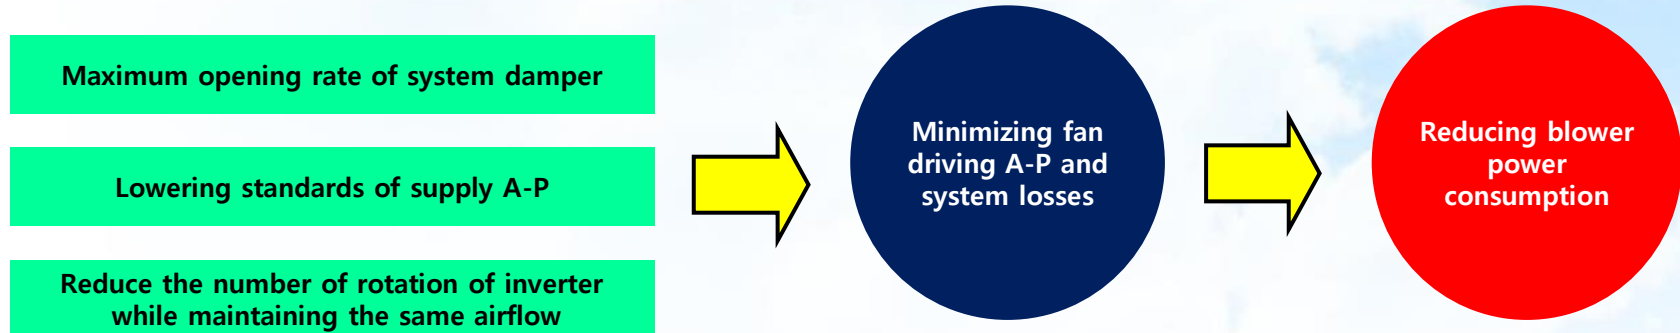 Maximum opening rate of system damper
Lowering standards of supply A-P
Reduce the number of rotation of inverter
while maintaining the same airflow
Minimizing fan
driving A-P and
system losses
Reducing blower
power
consumption